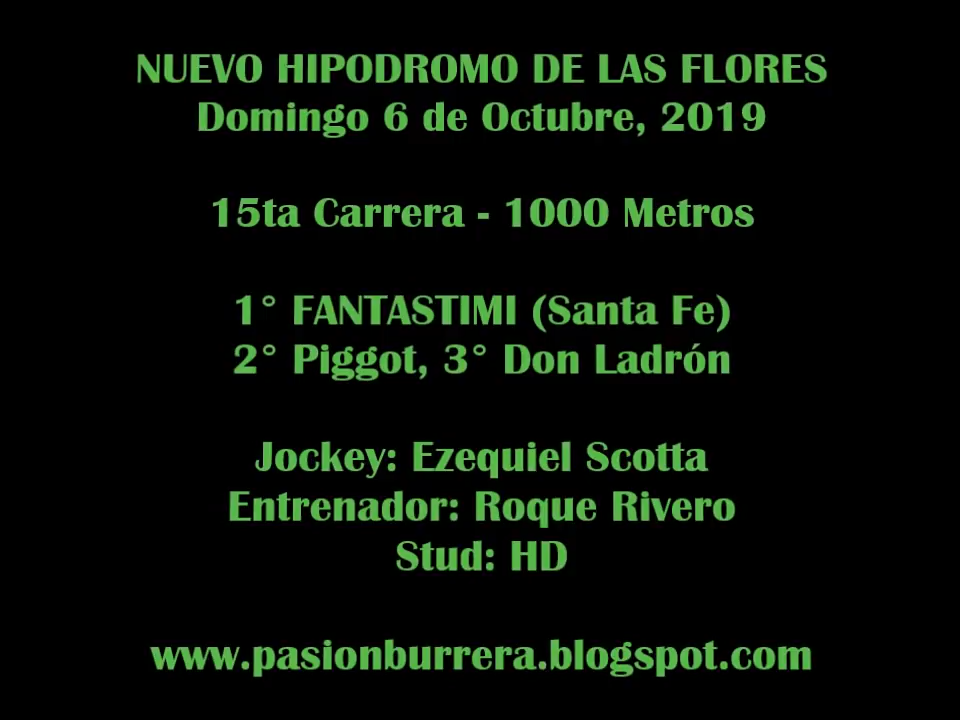 NUEVO HIPODROMO DE LAS FLORES
Domingo 6 de Octubre, 2019
15ta Carrera - 1000 Metros
1° FANTASTIMI (Santa Fe)
2° Piggot, 3° Don Ladrón
Jockey: Ezequiel Scotta
Entrenador: Roque Rivero
Stud: HD
www.pasionburrera.blogspot.com